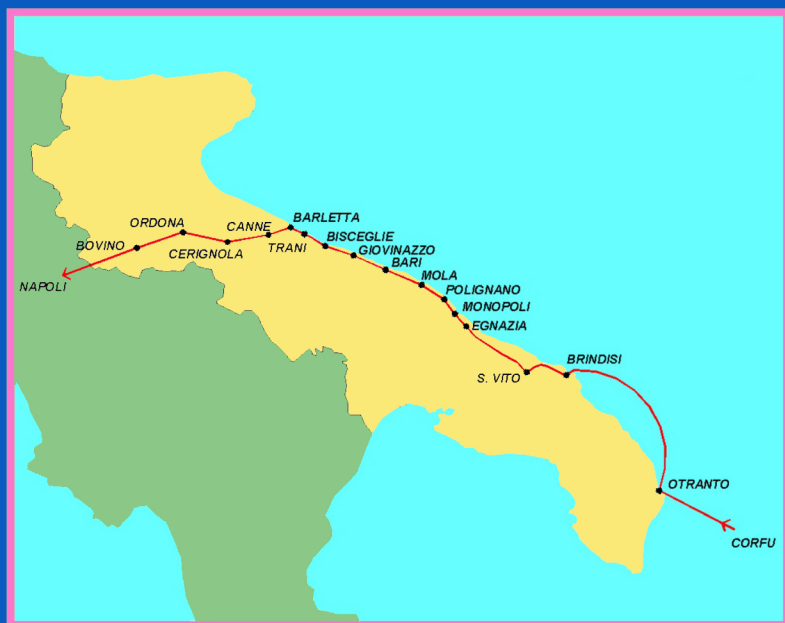 BARLETTA
ORDONA
CANNE
BOVINO
BISCEGLIE
TRANI
CERIGNOLA
GIOVINAZZO
BARI
MOLA
NAPOLI
POLIGNANO
MONOPOLI
EGNAZIA
BRINDISI
S. VITO
OTRANTO
CORFU